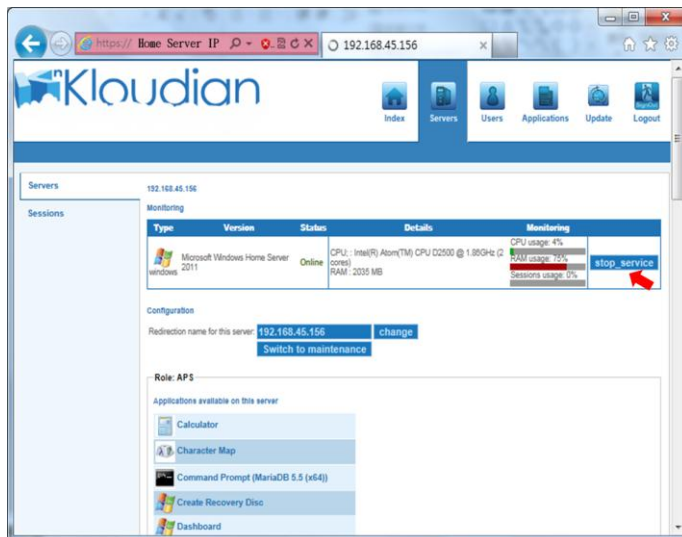 https:// Home Server IP
192.168.45.156
Kloudian
Index
Servers
Users
Applications
Update
SignOut
Logout
Servers
Sessions
192.168.45.156
Monitoring
Type Version Status Details Monitoring
windows
Microsoft Windows Home Server 2011
Online
CPU; : Intel(R) Atom(TM) CPU D2500 @ 1.86GHz (2 cores)
RAM : 2035 MB
CPU usage: 4%
RAM usage: 75%
Sessions usage: 0%
stop_service
Configuration
Redirection name for this server: 192.168.45.156 change
Switch to maintenance
Role: APS
Applications available on this server
Calculator
Character Map
Command Prompt (MariaDB 5.5 (x64))
Create Recovery Disc
Dashboard